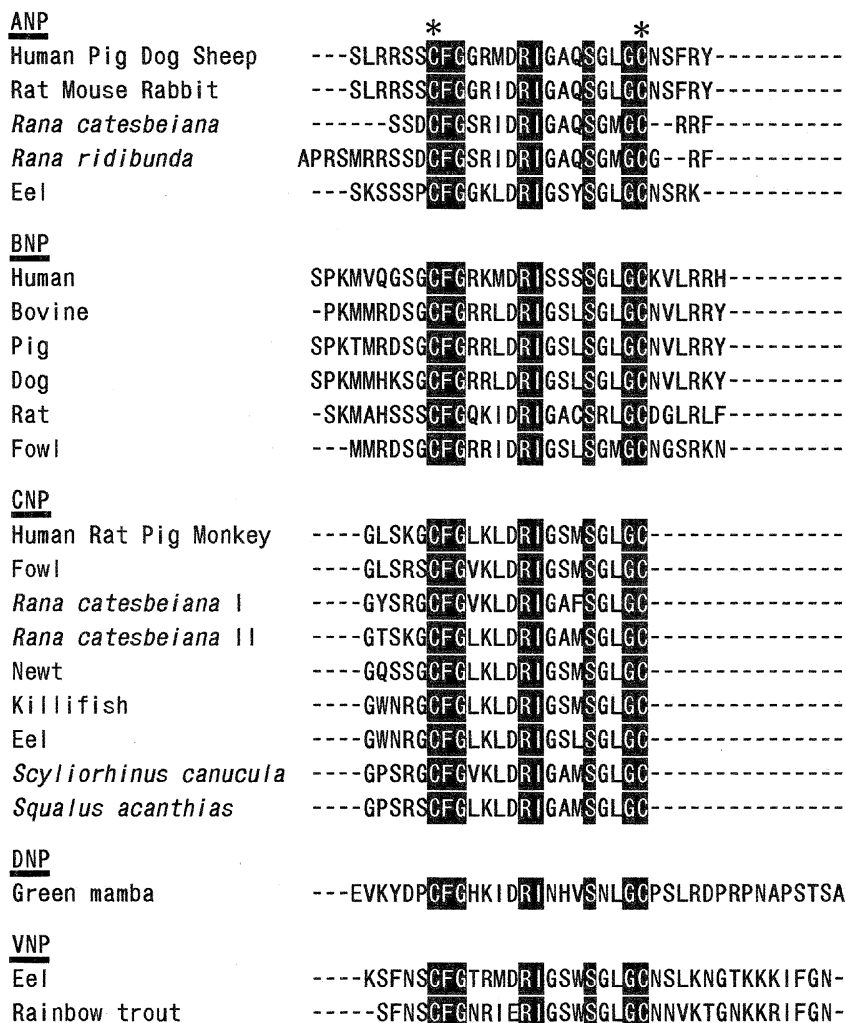 ANP
* *
Human Pig Dog Sheep ---SLRRSSCFGGRMDRIGAQSGLGCNSFRY----------
Rat Mouse Rabbit ---SLRRSSCFGGRIDRIGAQSGLGCNSFRY----------
Rana catesbeiana ------SSDCFGSRIDRIGAQSGMGC--RRF----------
Rana ridibunda APRSMRRSSDCFGSRIDRIGAQSGMGCG--RF----------
Eel ---SKSSSPCFGGKLDRIGSYSGLGCNSRK-----------
BNP
Human SPKMVQGSGCFGRKMDRISSSSGLGCKVLRRH---------
Bovine -PKMMRDSGCFGRRLDRIGSLSGLGCNVLRRY---------
Pig SPKTMRDSGCFGRRLDRIGSLSGLGCNVLRRY---------
Dog SPKMMHKSGCFGRRLDRIGSLSGLGCNVLRKY---------
Rat -SKMAHSSSCFGQKIDRIGACSRLGCDGLRLF---------
Fowl ---MMRDSGCFGRRIDRIGSLSGMGCNGSRKN---------
CNP
Human Rat Pig Monkey ----GLSKGCFGLKLDRIGSMSGLGC---------------
Fowl ----GLSRSCFGVKLDRIGSMSGLGC---------------
Rana catesbeiana I ----GYSRGCFGVKLDRIGAFSGLGC---------------
Rana catesbeiana II ----GTSKGCFGLKLDRIGAMSGLGC---------------
Newt ----GQSSGCFGLKLDRIGSMSGLGC---------------
Killifish ----GWNRGCFGLKLDRIGSMSGLGC---------------
Eel ----GWNRGCFGLKLDRIGSLSGLGC---------------
Scyliorhinus canucula ----GPSRGCFGVKLDRIGAMSGLGC---------------
Squalus acanthias ----GPSRSCFGLKLDRIGAMSGLGC---------------
DNP
Green mamba ---EVKYDPCFGHKIDRINHVSNLGCPSLRDPRPNAPSTSA
VNP
Eel ----KSFNSCFGTRMDRIGSWSGLGCNSLKNGTKKKIFGN-
Rainbow trout -----SFNSCFGNRIERIGSWSGLGCNNVKTGNKKRIFGN-